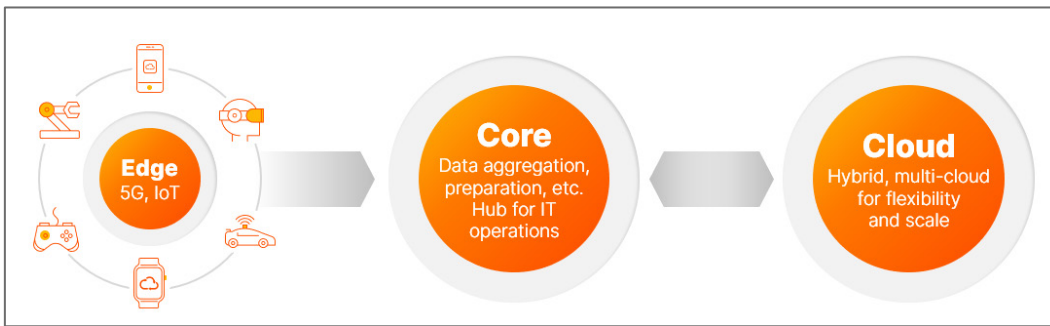 Edge
5G, IoT
Core
Data aggregation,
preparation, etc.
Hub for IT
operations
Cloud
Hybrid, multi-cloud
for flexibility
and scale